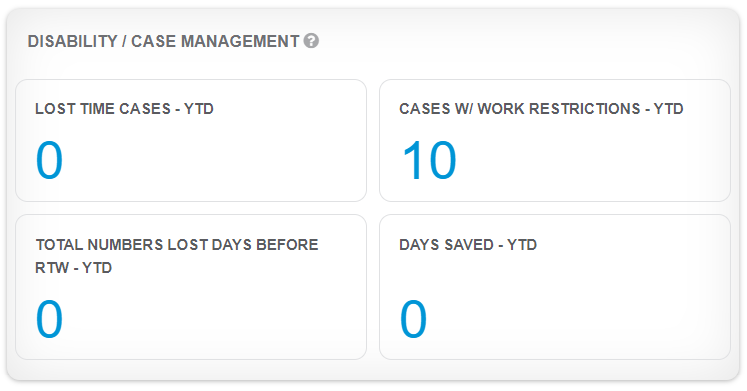 DISABILITY / CASE MANAGEMENT ?
LOST TIME CASES - YTD
0
CASES W/ WORK RESTRICTIONS - YTD
10
TOTAL NUMBERS LOST DAYS BEFORE
RTW - YTD
0
DAYS SAVED - YTD
0